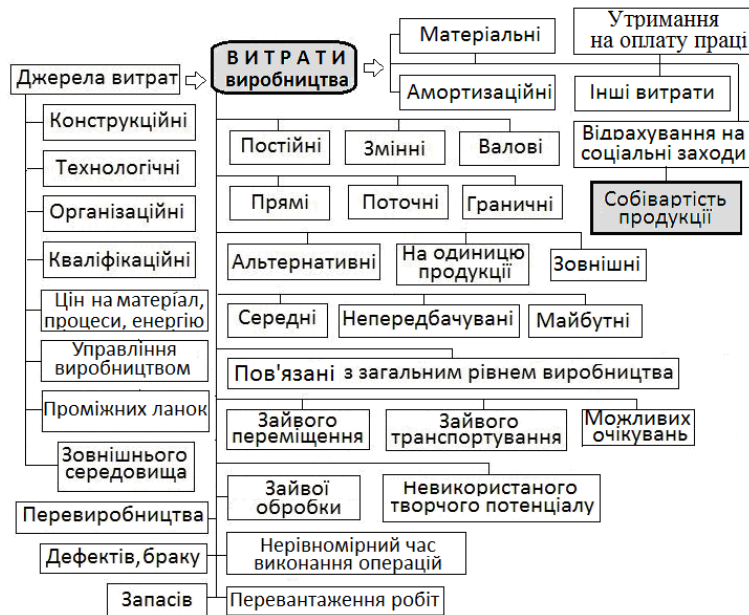 Утримання
на оплату праці
Матеріальні
ВИТРАТИ
виробництва
Джерела витрат
Амортизаційні
Інші витрати
Конструкційні
Постійні
Змінні
Валові
Відрахування на
соціальні заходи
Технологічні
Прямі
Поточні
Граничні
Собівартість
продукції
Організаційні
Кваліфікаційні
Альтернативні
На одиницю
продукції
Зовнішні
Цін на матеріал,
процеси, енергію
Середні
Непередбачувані
Майбутні
Управління
виробництвом
Пов'язані з загальним рівнем виробництва
Проміжних ланок
Зайвого
переміщення
Зайвого
транспортування
Можливих
очікувань
Зовнішнього
середовища
Зайвої
обробки
Невикористаного
творчого потенціалу
Перевиробництва
Дефектів, браку
Нерівномірний час
виконання операцій
Запасів
Перевантаження робіт